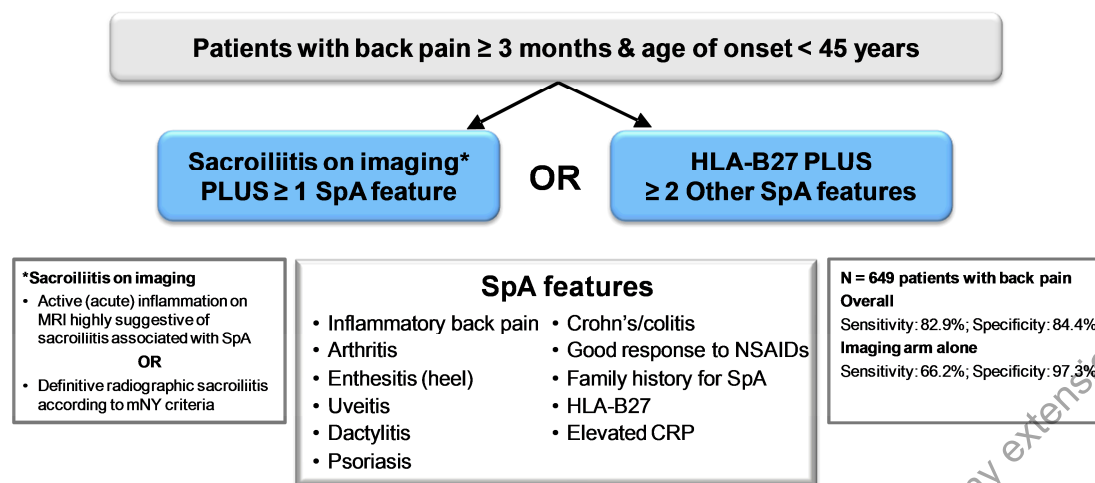 Patients with back pain ≥ 3 months & age of onset < 45 years
Sacroiliitis on imaging*
PLUS ≥ 1 SpA feature
OR
HLA-B27 PLUS
≥ 2 Other SpA features
*Sacroiliitis on imaging
• Active (acute) inflammation on
MRI highly suggestive of
sacroiliitis associated with SpA
OR
• Definitive radiographic sacroiliitis
according to mNY criteria
SpA features
• Inflammatory back pain
• Arthritis
• Enthesitis (heel)
• Uveitis
• Dactylitis
• Psoriasis
• Crohn's/colitis
• Good response to NSAIDs
• Family history for SpA
• HLA-B27
• Elevated CRP
N = 649 patients with back pain
Overall
Sensitivity: 82.9%; Specificity: 84.4%
Imaging arm alone
Sensitivity: 66.2%; Specificity: 97.3%